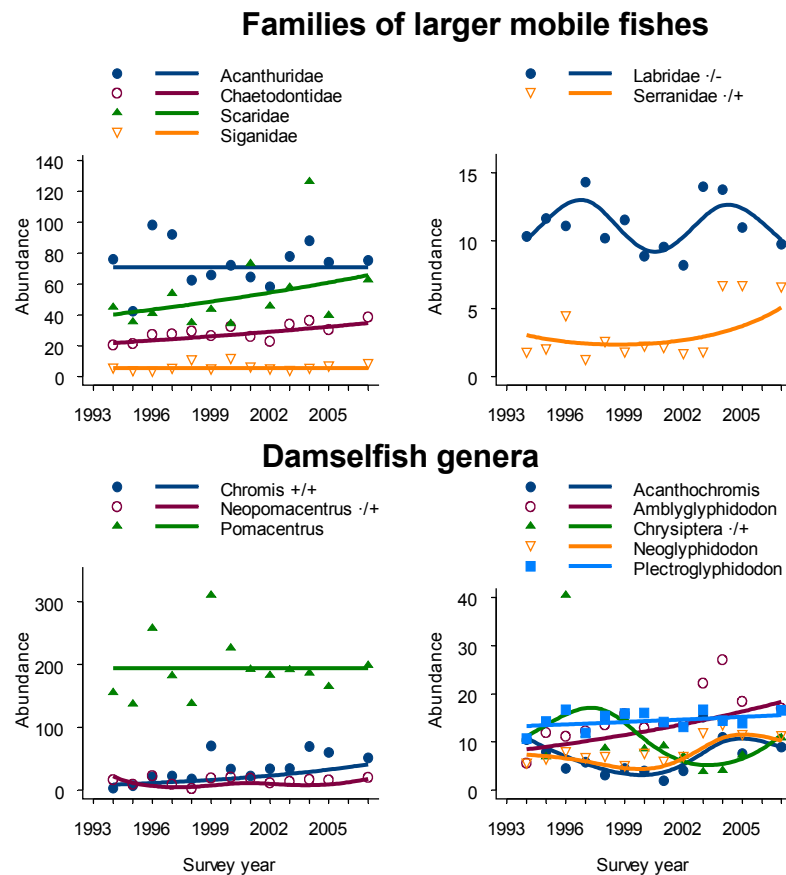 Families of larger mobile fishes
Acanthuridae
Chaetodontidae
Scaridae
Siganidae
140
120
100
80
60
40
20
0
Abundance
1993 1996 1999 2002 2005
Labridae ·/-
Serranidae ·/+
15
10
5
0
Abundance
1993 1996 1999 2002 2005
Damselfish genera
Chromis +/+
Neopomacentrus ·/+
Pomacentrus
300
200
100
0
Abundance
1993 1996 1999 2002 2005
Survey year
Acanthochromis
Amblyglyphidodon
Chrysiptera ·/+
Neoglyphidodon
Plectroglyphidodon
40
30
20
10
0
Abundance
1993 1996 1999 2002 2005
Survey year